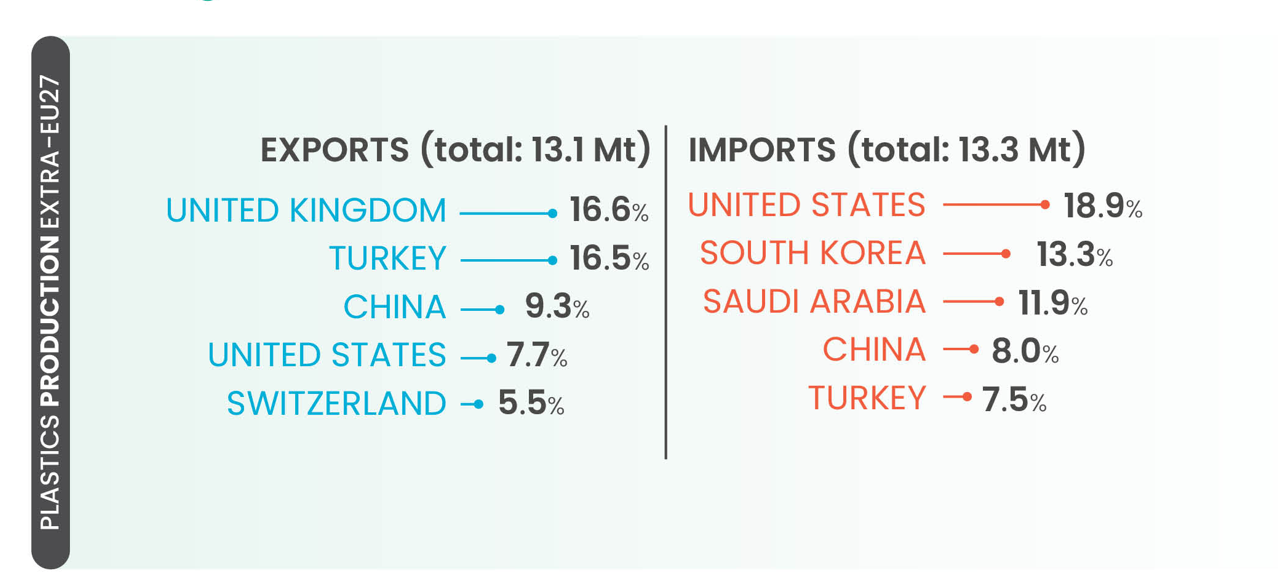 PLASTICS PRODUCTION EXTRA-EU27
EXPORTS (total: 13.1 Mt)
UNITED KINGDOM 16.6%
TURKEY 16.5%
CHINA 9.3%
UNITED STATES 7.7%
SWITZERLAND 5.5%
IMPORTS (total: 13.3 Mt)
UNITED STATES 18.9%
SOUTH KOREA 13.3%
SAUDI ARABIA 11.9%
CHINA 8.0%
TURKEY 7.5%